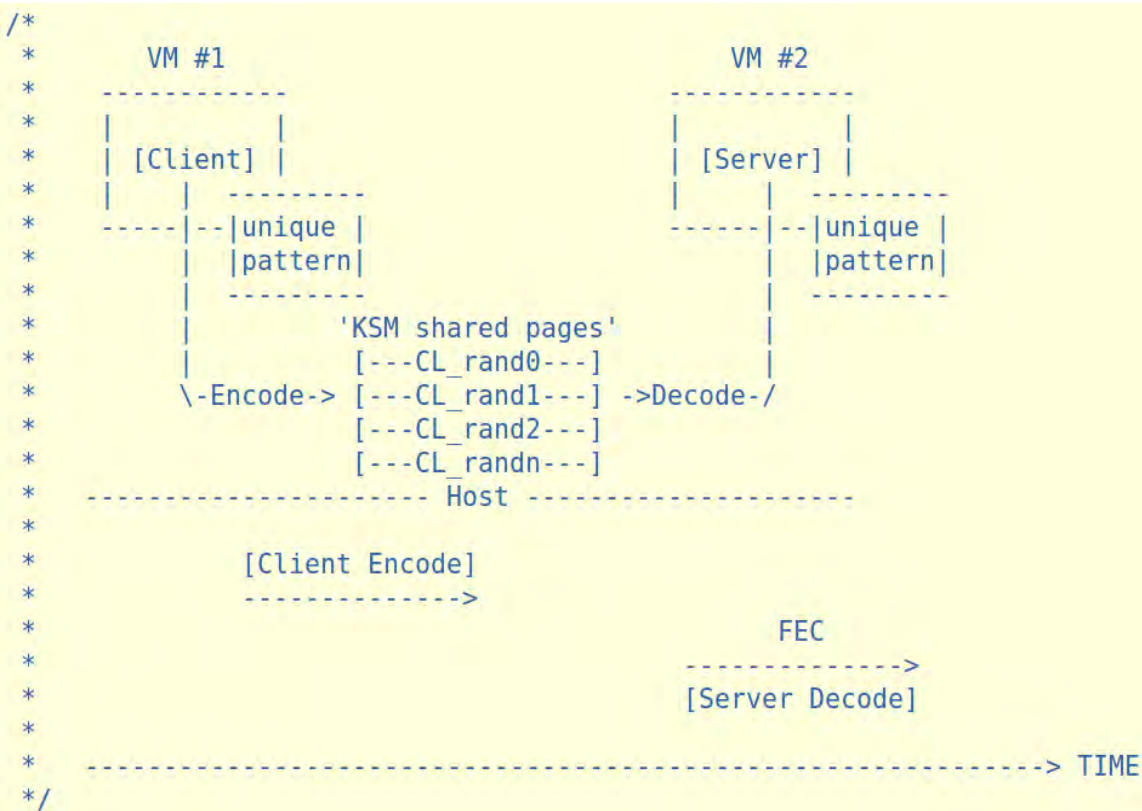 /*
 *       VM #1                              VM #2
 *    ------------                       ------------
 *    |          |                       |          |
 *    | [Client] |                       | [Server] |
 *    |    |  ---------                  |     |  ---------
 *    -----|--|unique |                  ------|--|unique |
 *         |  |pattern|                        |  |pattern|
 *         |  ---------                        |  ---------
 *         |         'KSM shared pages'        |
 *         |          [---CL_rand0---]         |
 *         \-Encode-> [---CL_rand1---] ->Decode-/
 *                    [---CL_rand2---]
 *                    [---CL_randn---]
 *   --------------------- Host --------------------
 *
 *             [Client Encode]
 *             -------------->
 *                                             FEC
 *                                        -------------->
 *                                        [Server Decode]
 *
 *   -----------------------------------------------------------> TIME
 */